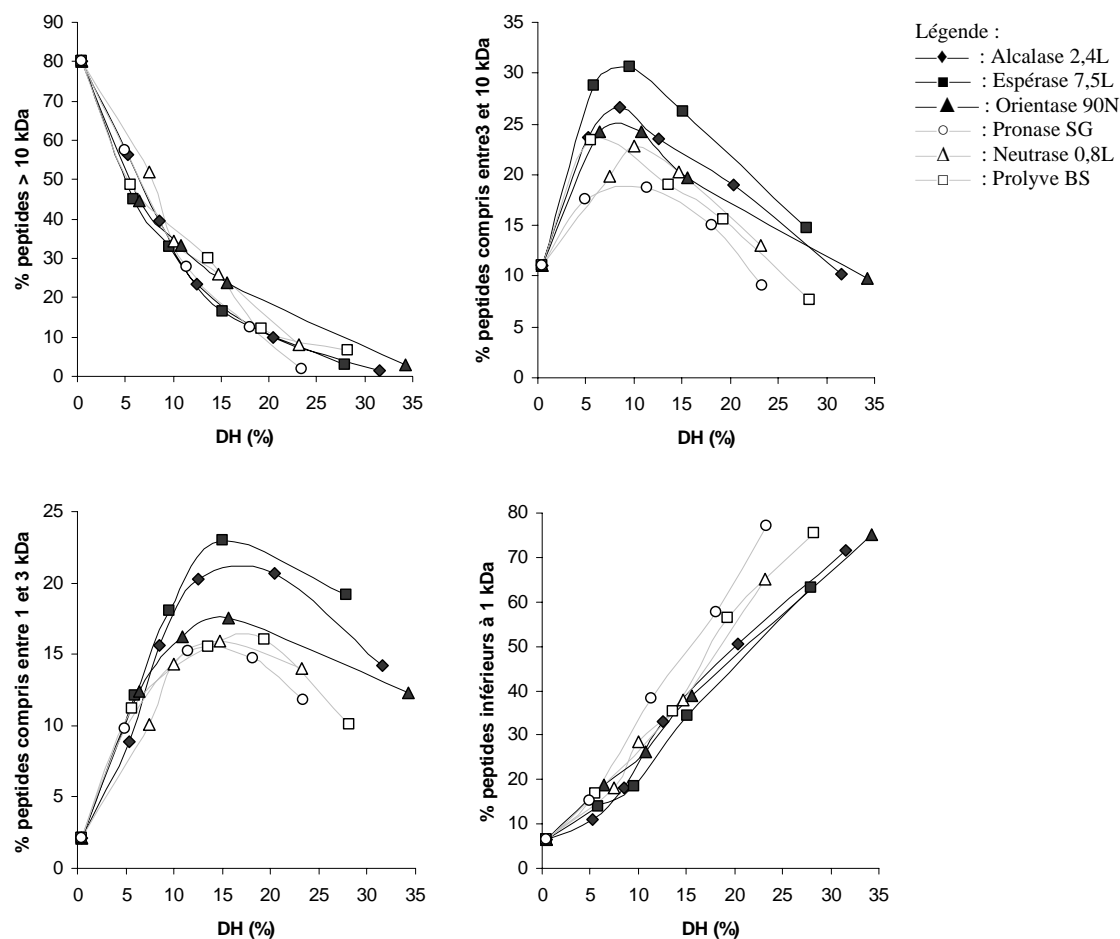 90
80
70
60
50
40
30
20
10
0
% peptides > 10 kDa
0 5 10 15 20 25 30 35
DH (%)
35
30
25
20
15
10
5
0
% peptides compris entre3 et 10 kDa
0 5 10 15 20 25 30 35
DH (%)
Légende :
: Alcalase 2,4L
: Espérase 7,5L
: Orientase 90N
: Pronase SG
: Neutrase 0,8L
: Prolyve BS
25
20
15
10
5
0
% peptides compris entre 1 et 3 kDa
0 5 10 15 20 25 30 35
DH (%)
80
70
60
50
40
30
20
10
0
% peptides inférieurs à 1 kDa
0 5 10 15 20 25 30 35
DH (%)